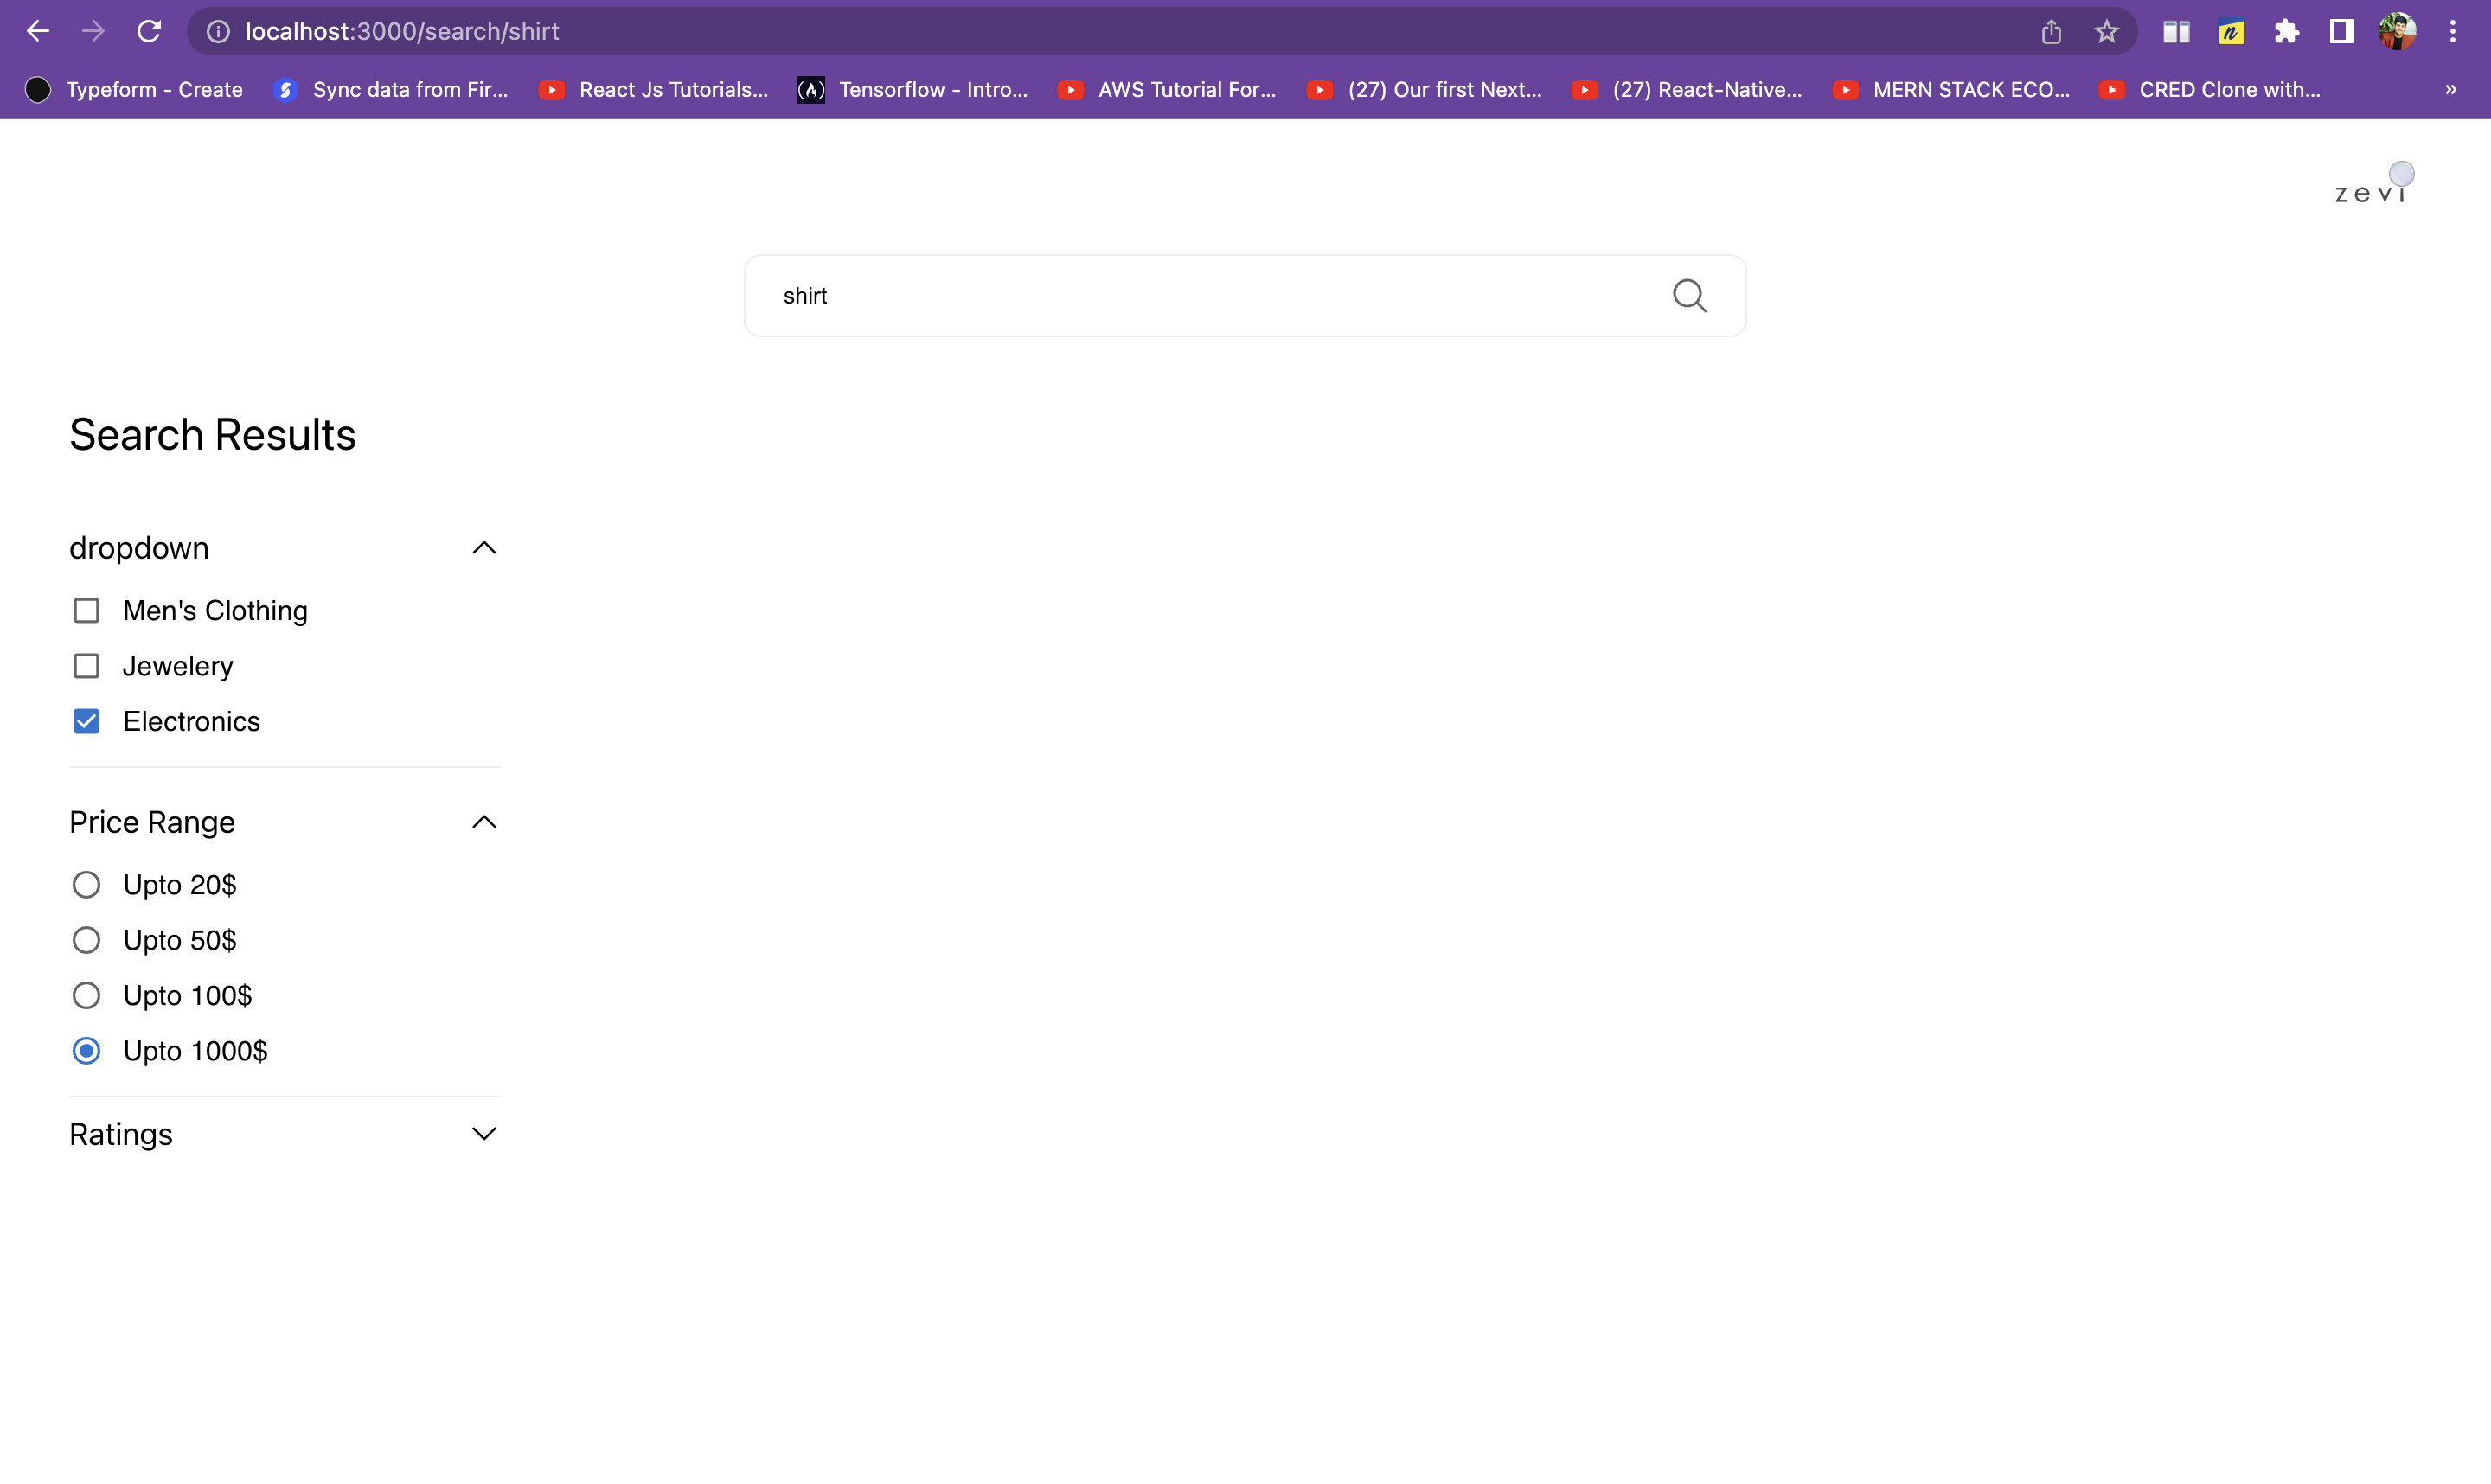 localhost:3000/search/shirt
Typeform - Create Sync data from Fir... React Js Tutorials... Tensorflow - Intro... AWS Tutorial For... (27) Our first Next... (27) React-Native... MERN STACK ECO... CRED Clone with... »
zevi
shirt
Search Results
dropdown
Men's Clothing
Jewelery
Electronics
Price Range
Upto 20$
Upto 50$
Upto 100$
Upto 1000$
Ratings